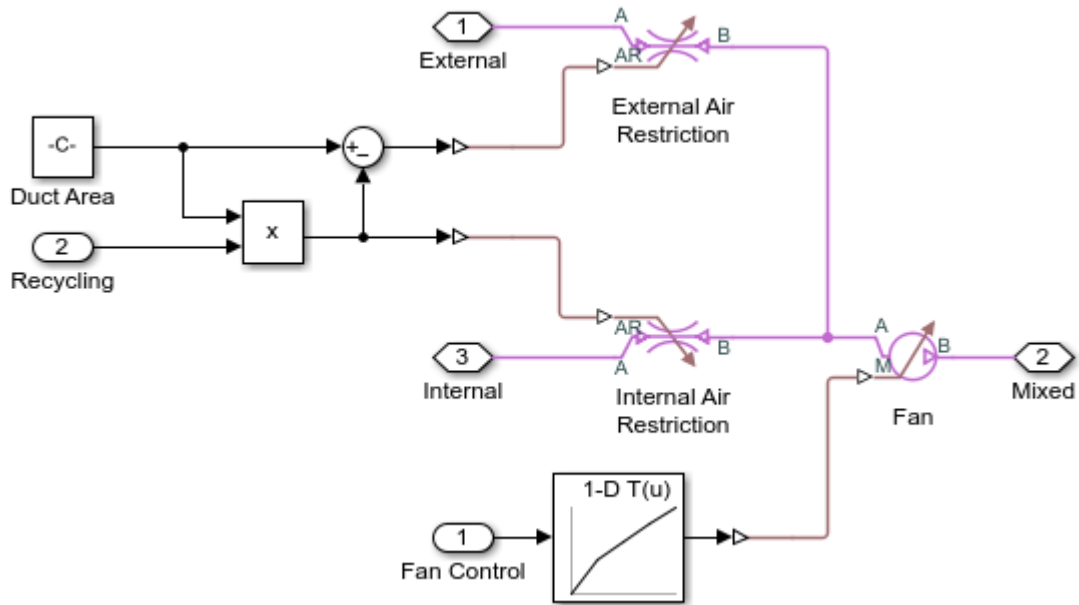 1
External
A
AR
B
External Air
Restriction
-C-
Duct Area
+
-
x
2
Recycling
3
Internal
AR
A
B
Internal Air
Restriction
A
M
B
Fan
2
Mixed
1-D T(u)
1
Fan Control